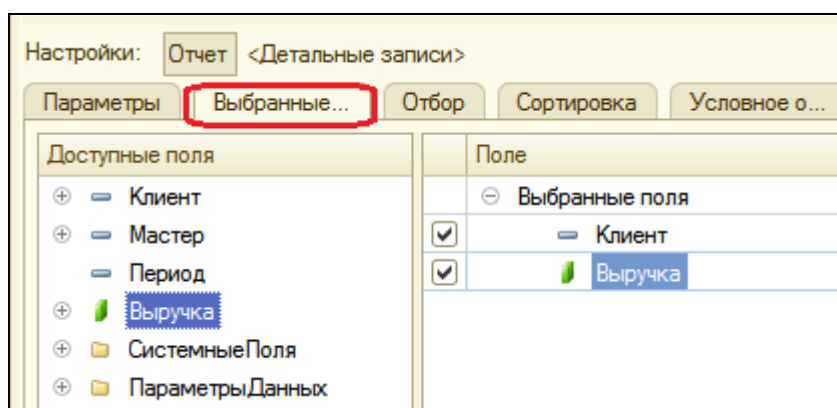 Настройки: Отчет <Детальные записи>
Параметры Выбранные... Отбор Сортировка Условное о...
Доступные поля Поле
Клиент Выбранные поля
Мастер Клиент
Период Выручка
Выручка
СистемныеПоля
ПараметрыДанных